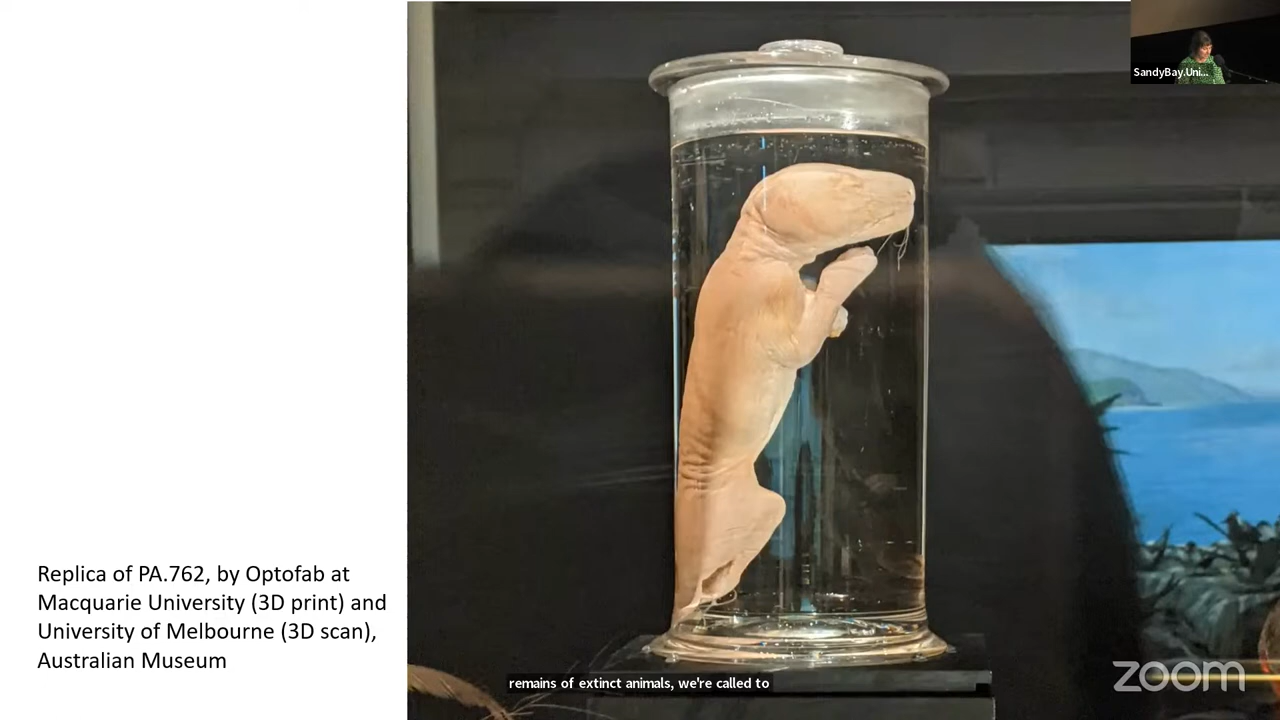 SandyBay.Uni...
Replica of PA.762, by Optofab at
Macquarie University (3D print) and
University of Melbourne (3D scan),
Australian Museum
remains of extinct animals, we're called to
zoom